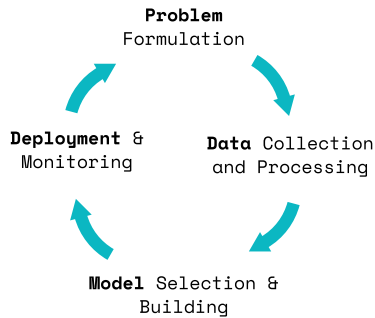 Problem
Formulation
Data Collection
and Processing
Model Selection &
Building
Deployment &
Monitoring